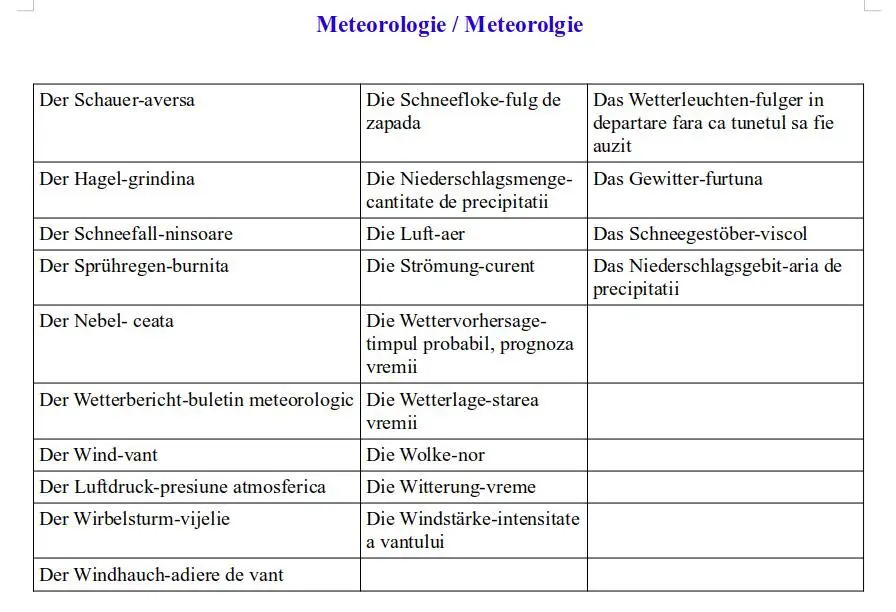 Meteorologie / Meteorolgie
Der Schauer-aversa
Die Schneefloke-fulg de
zapada
Das Wetterleuchten-fulger in
departare fara ca tunetul sa fie
auzit
Der Hagel-grindina
Die Niederschlagsmenge-
cantitate de precipitatii
Das Gewitter-furtuna
Der Schneefall-ninsoare
Die Luft-aer
Das Schneegestöber-viscol
Der Sprühregen-burnita
Die Strömung-curent
Das Niederschlagsgebit-aria de
precipitatii
Der Nebel- ceata
Die Wettervorhersage-
timpul probabil, prognoza
vremii
Der Wetterbericht-buletin meteorologic
Die Wetterlage-starea
vremii
Der Wind-vant
Die Wolke-nor
Der Luftdruck-presiune atmosferica
Die Witterung-vreme
Der Wirbelsturm-vijelie
Die Windstärke-intensitate
a vantului
Der Windhauch-adiere de vant